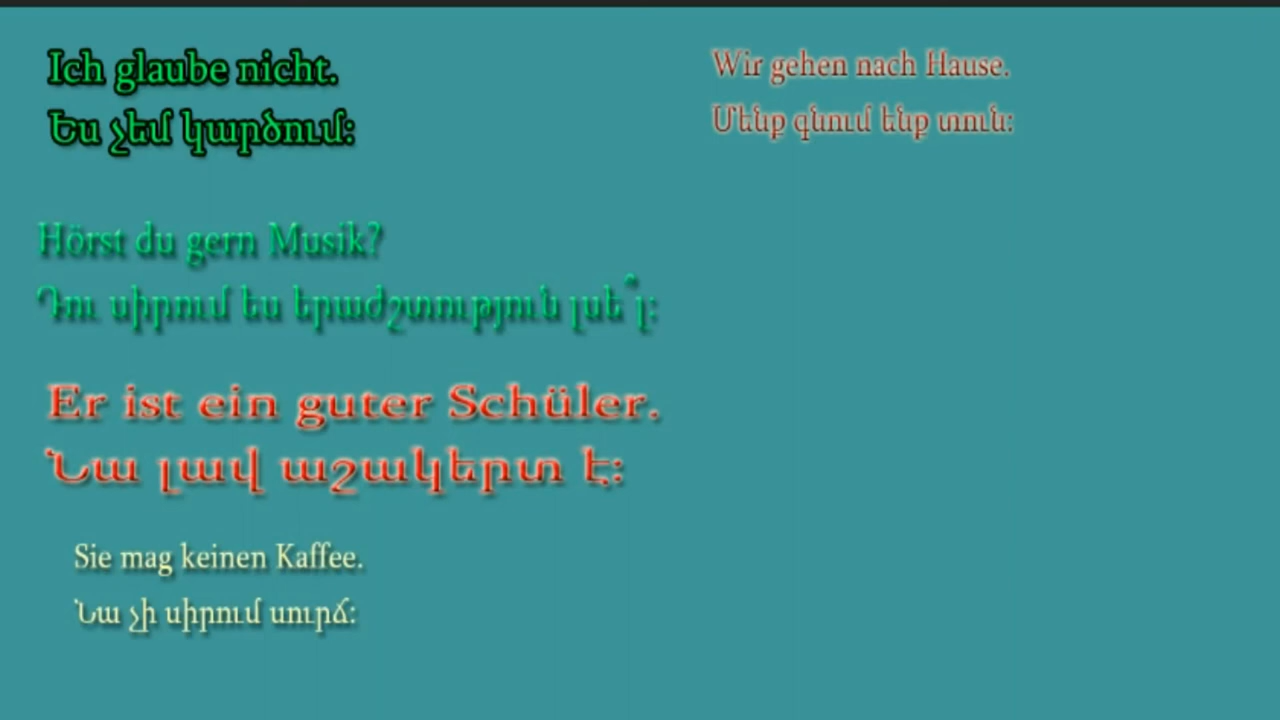 Ich glaube nicht.
Ես չեմ կարծում:
Hörst du gern Musik?
Դու սիրում ես երաժշտություն լսե՞լ:
Er ist ein guter Schüler.
Նա լավ աշակերտ է:
Sie mag keinen Kaffee.
Նա չի սիրում սուրճ:
Wir gehen nach Hause.
Մենք գնում ենք տուն: